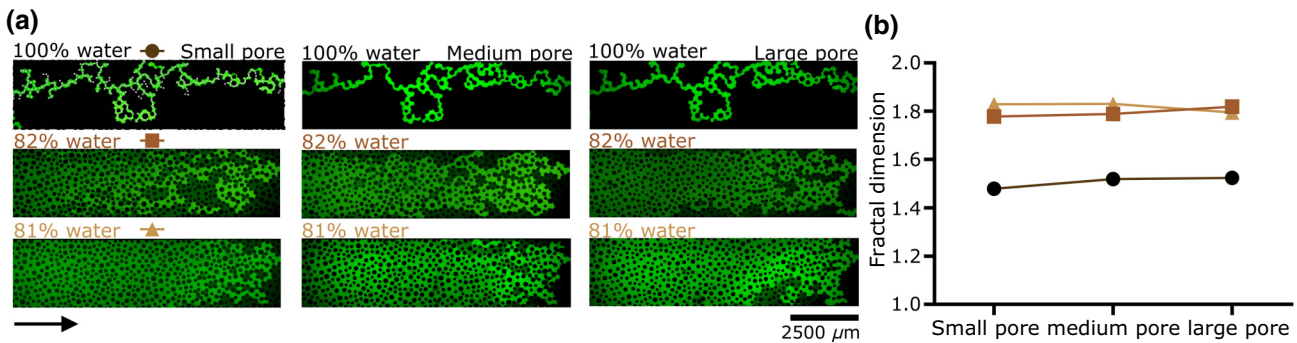 (a)
100% water Small pore
100% water Medium pore
100% water Large pore
82% water
82% water
82% water
81% water
81% water
81% water
2500 µm
(b)
Fractal dimension
2.0
1.8
1.6
1.4
1.2
1.0
Small pore medium pore large pore